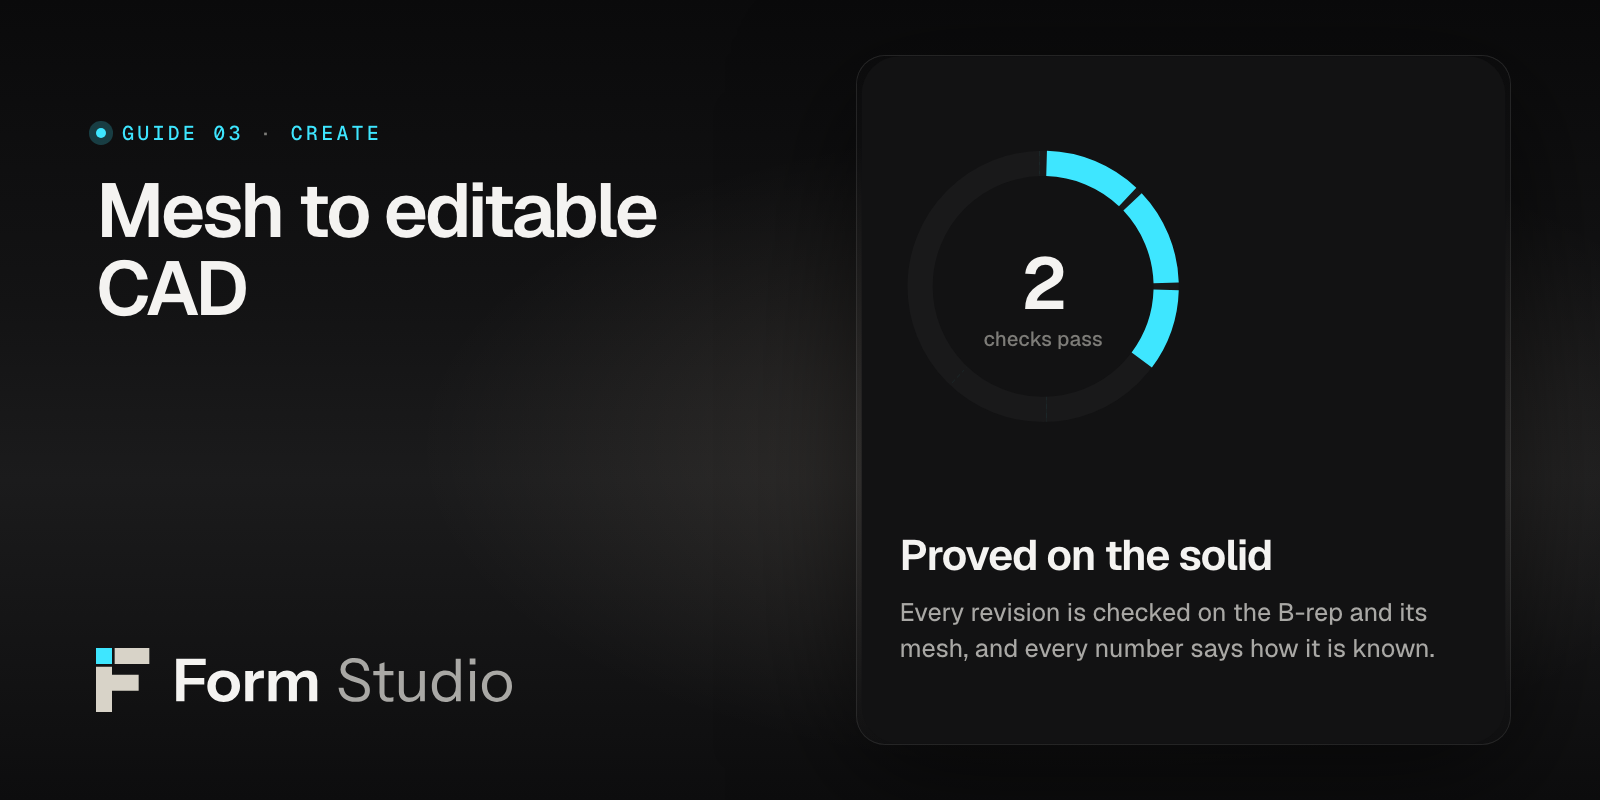 GUIDE 03 · CREATE
Mesh to editable
CAD
Form Studio
2
checks pass
Proved on the solid
Every revision is checked on the B-rep and its
mesh, and every number says how it is known.